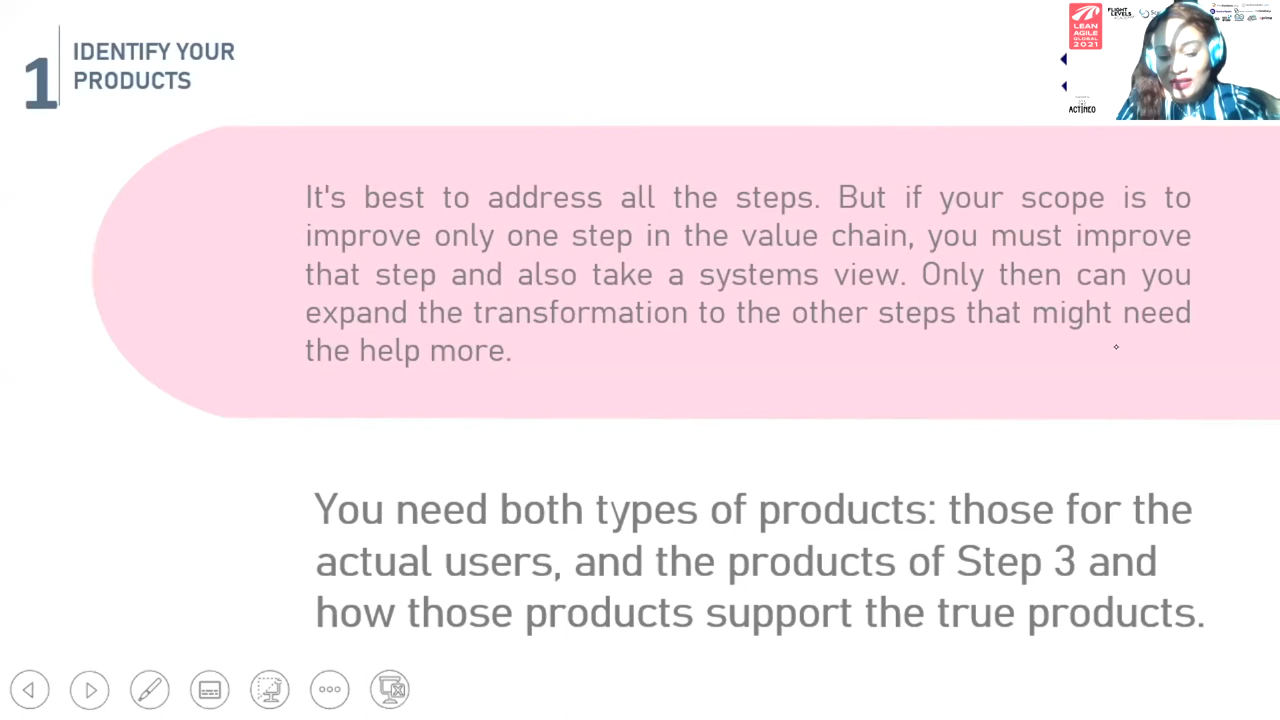 1
IDENTIFY YOUR
PRODUCTS
LEAN
AGILE
GLOBAL
2021
FLIGHT
LEVELS
ACTINEO
It's best to address all the steps. But if your scope is to
improve only one step in the value chain, you must improve
that step and also take a systems view. Only then can you
expand the transformation to the other steps that might need
the help more.
You need both types of products: those for the
actual users, and the products of Step 3 and
how those products support the true products.